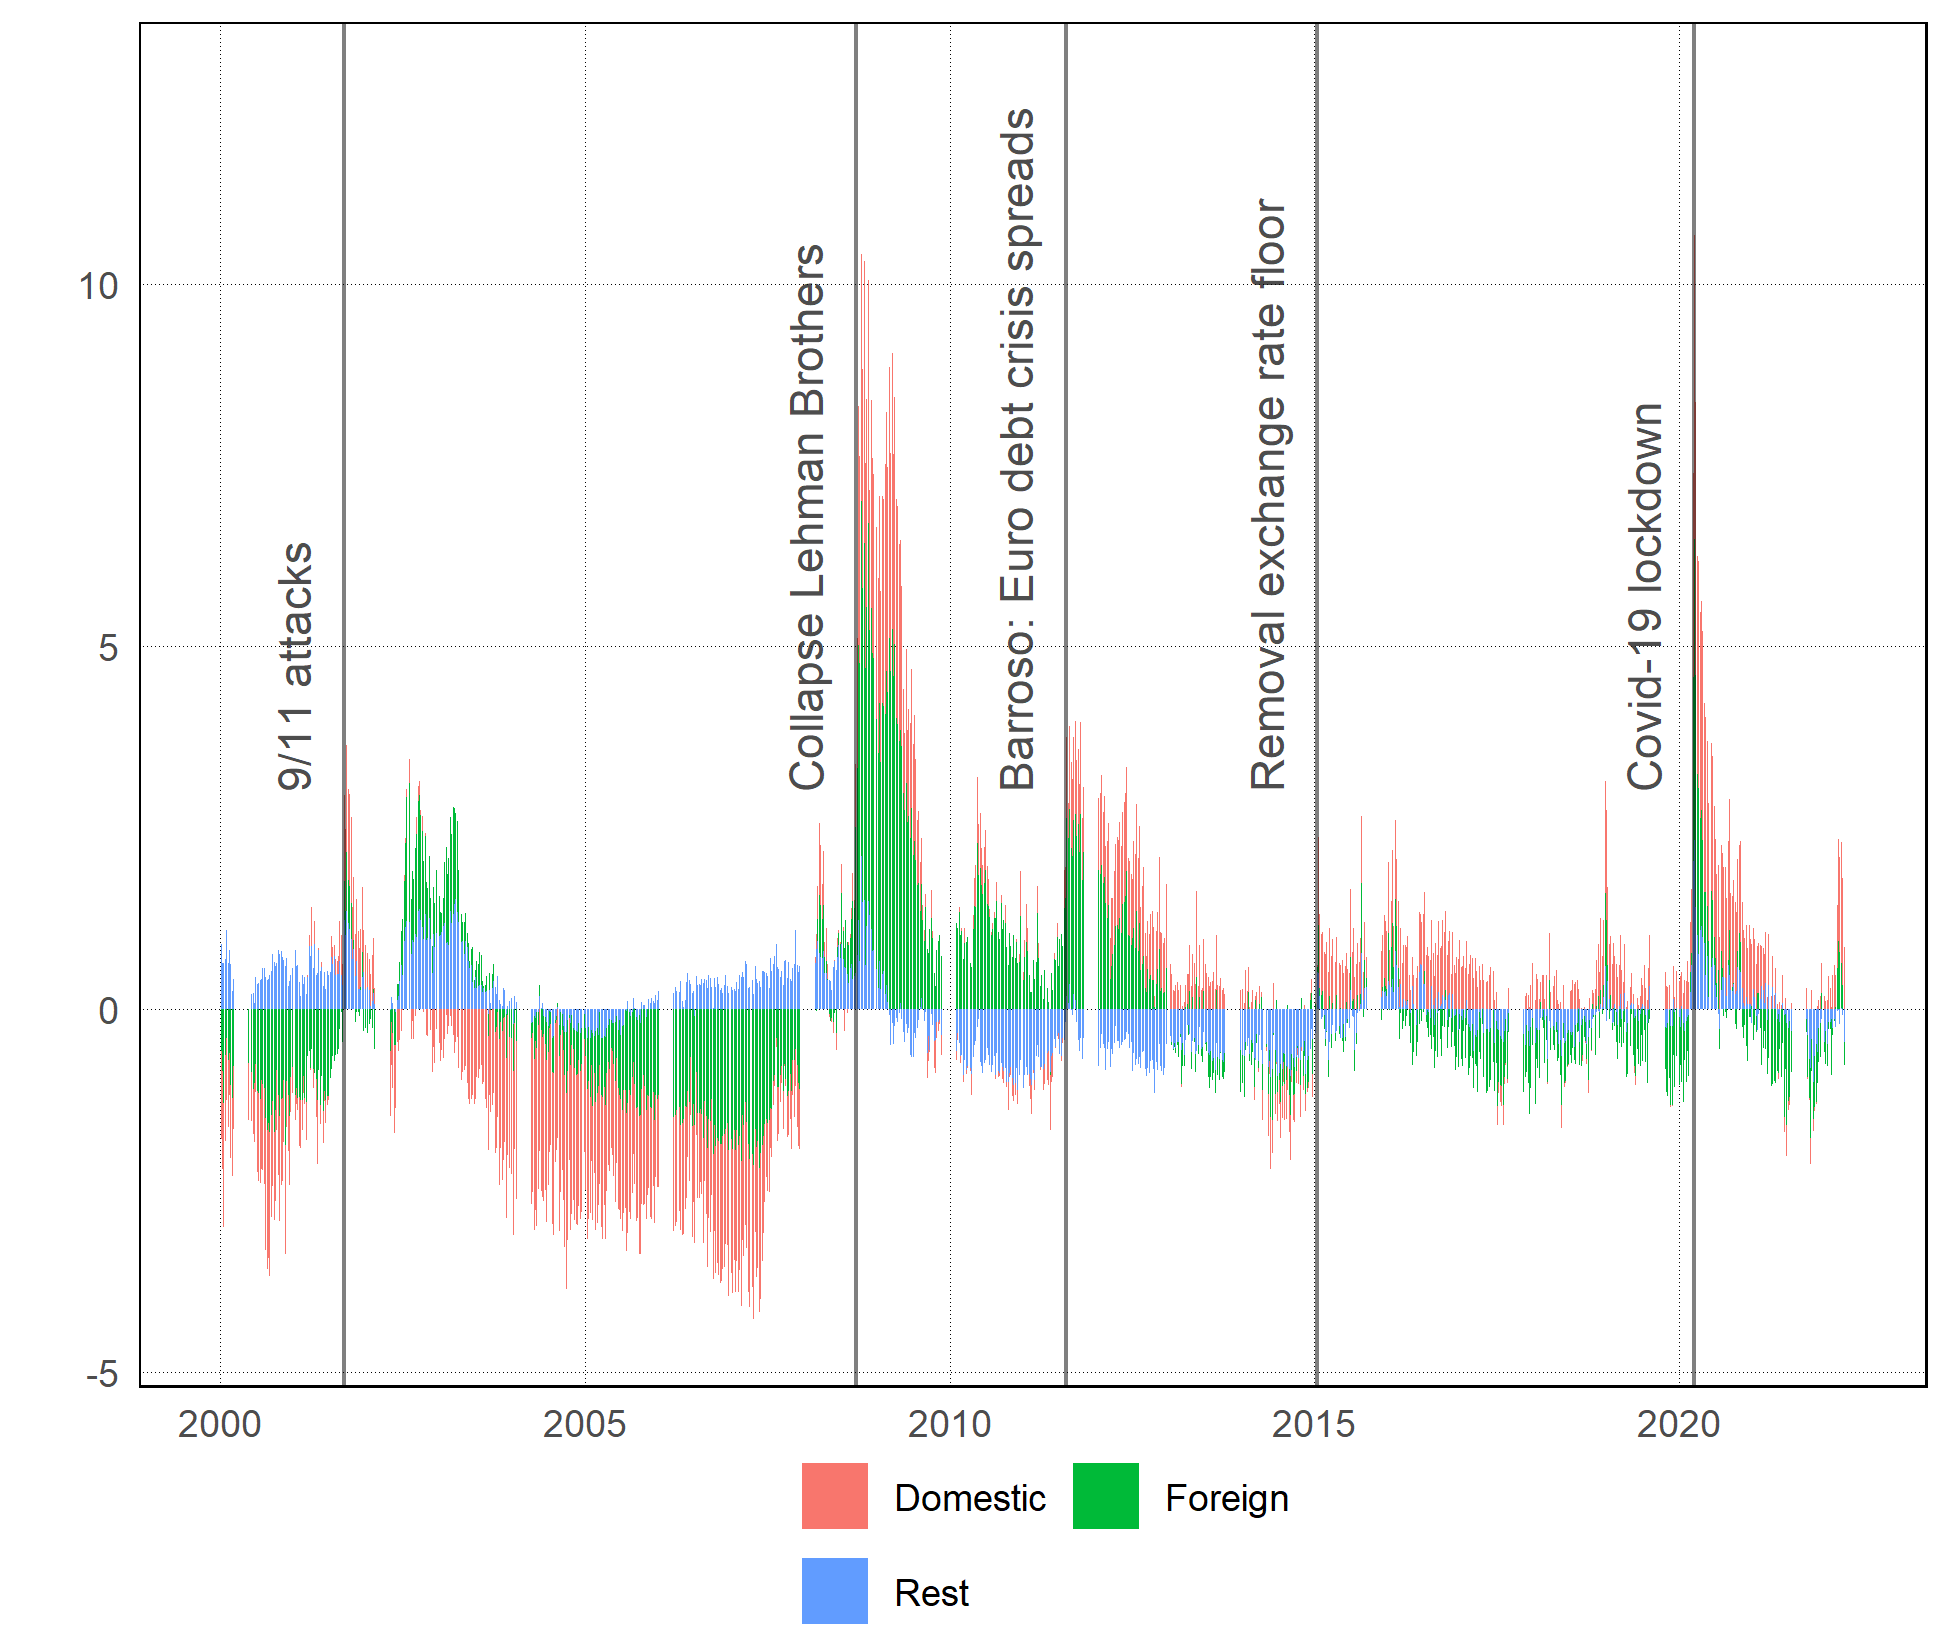 10
5
0
-5
9/11 attacks
Collapse Lehman Brothers
Barroso: Euro debt crisis spreads
Removal exchange rate floor
Covid-19 lockdown
2000
2005
2010
2015
2020
Domestic
Foreign
Rest